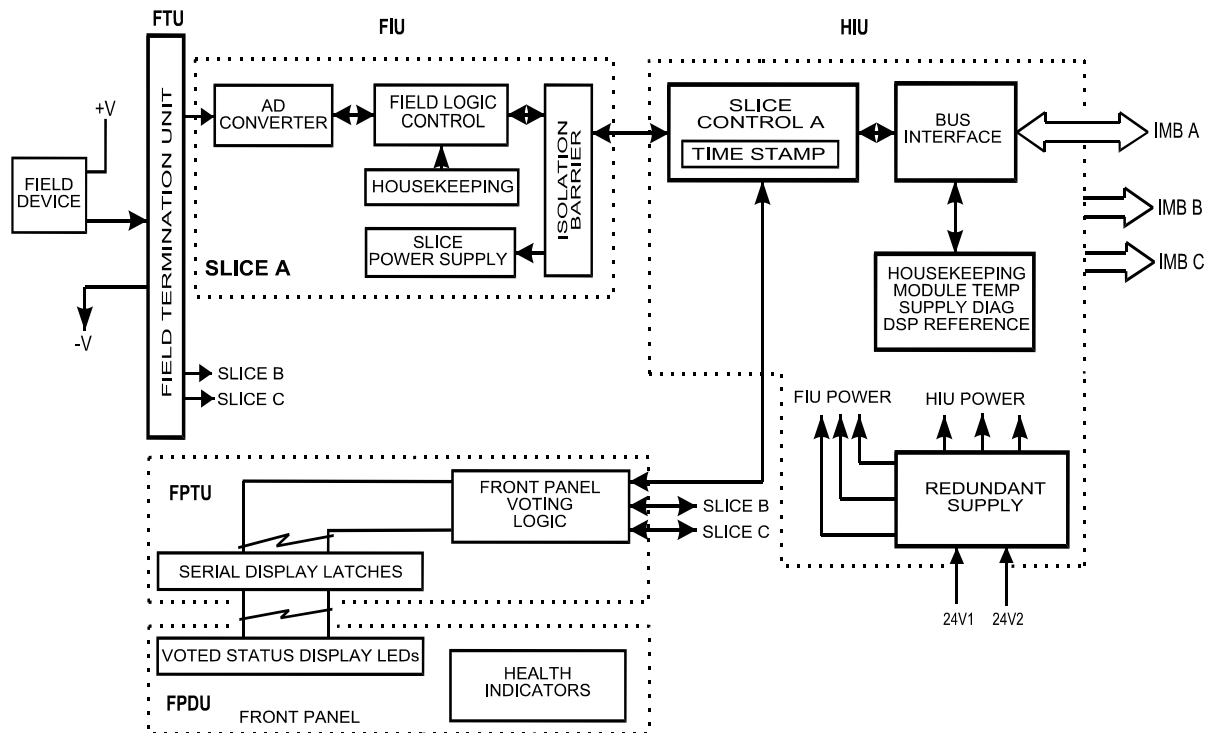 FTU
FIU
HIU
+V
FIELD
DEVICE
-V
FIELD TERMINATION UNIT
AD
CONVERTER
FIELD LOGIC
CONTROL
HOUSEKEEPING
SLICE
POWER SUPPLY
ISOLATION
BARRIER
SLICE A
SLICE B
SLICE C
SLICE
CONTROL A
TIME STAMP
BUS
INTERFACE
IMB A
IMB B
IMB C
HOUSEKEEPING
MODULE TEMP
SUPPLY DIAG
DSP REFERENCE
FIU POWER
HIU POWER
REDUNDANT
SUPPLY
24V1
24V2
FPTU
FRONT PANEL
VOTING
LOGIC
SLICE B
SLICE C
SERIAL DISPLAY LATCHES
VOTED STATUS DISPLAY LEDs
HEALTH
INDICATORS
FPDU
FRONT PANEL